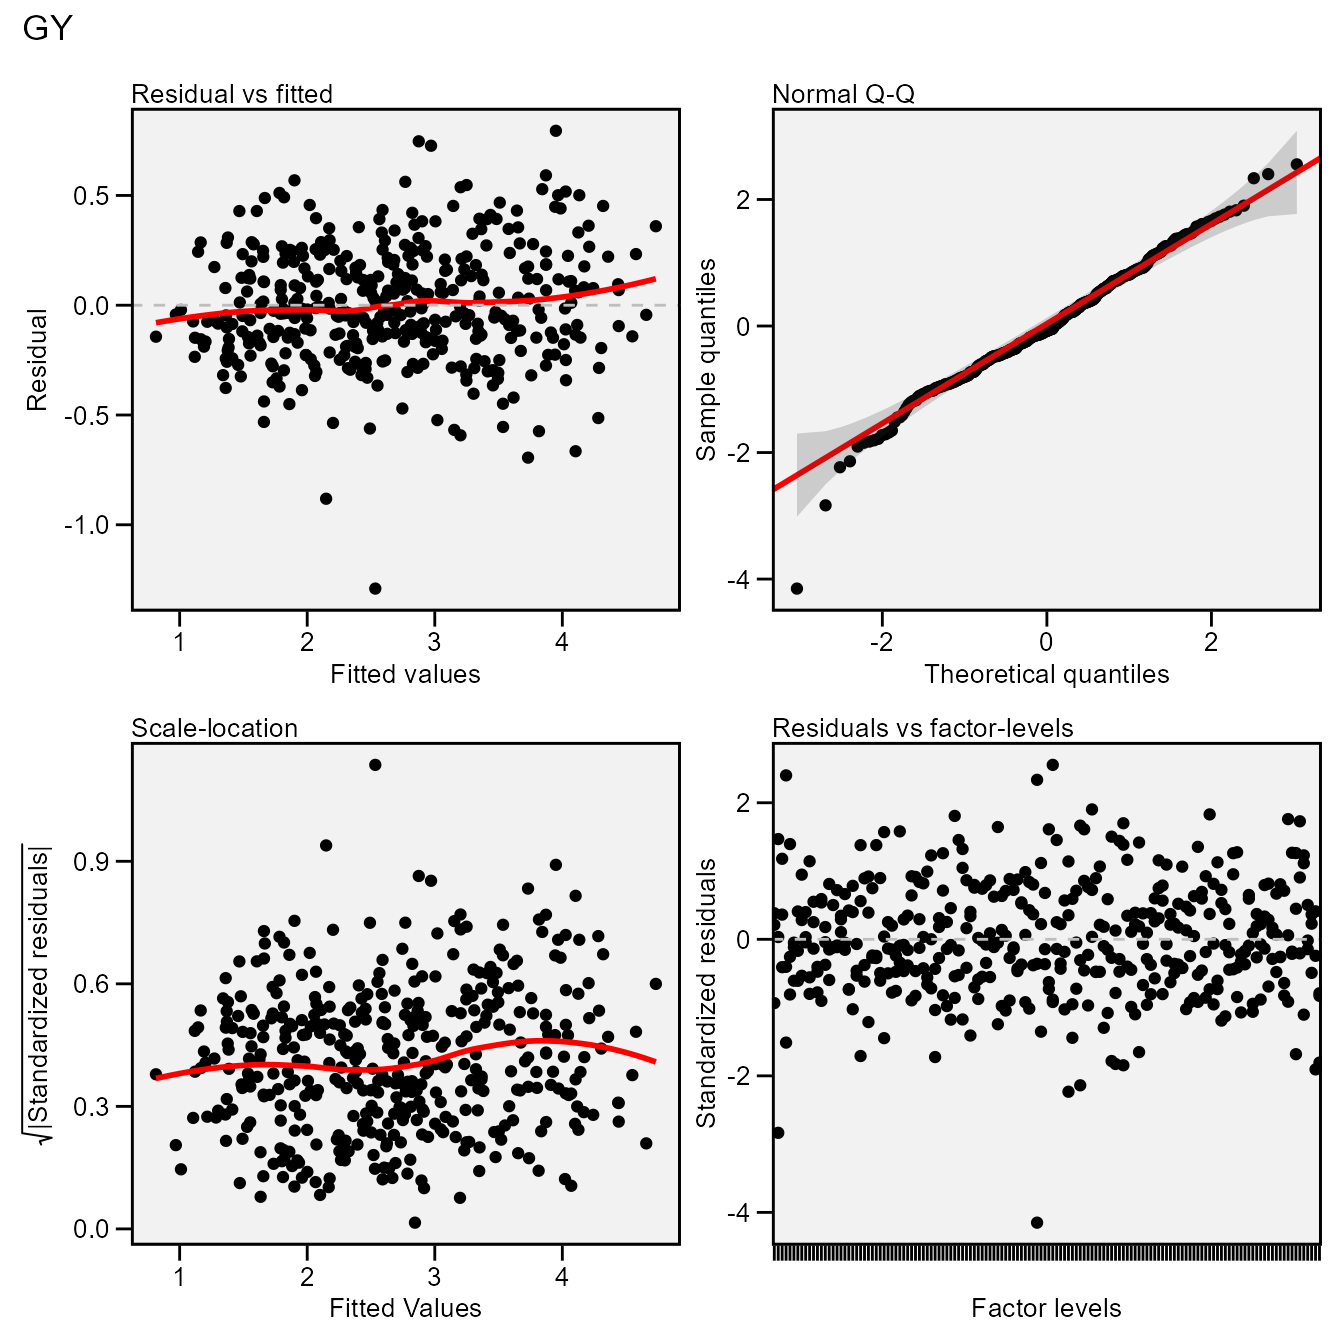 GY
Residual vs fitted
0.5
0.0
-0.5
-1.0
Residual
1 2 3 4
Fitted values
Normal Q-Q
2
0
-2
-4
Sample quantiles
-2 0 2
Theoretical quantiles
Scale-location
0.9
0.6
0.3
0.0
√|Standardized residuals|
1 2 3 4
Fitted Values
Residuals vs factor-levels
2
0
-2
-4
Standardized residuals
Factor levels